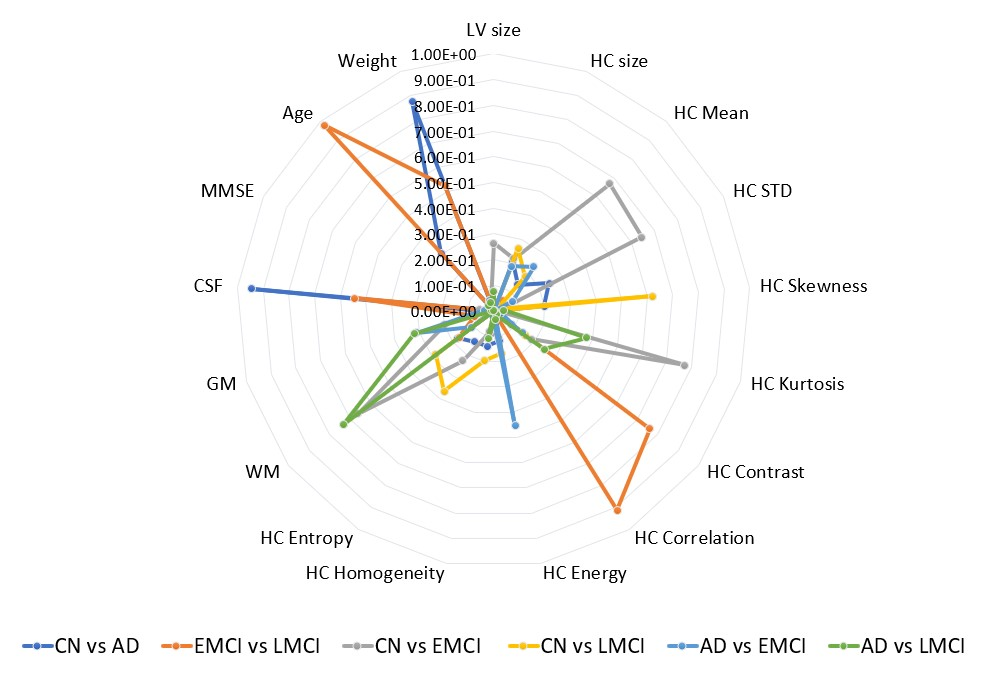 LV size
HC size
HC Mean
HC STD
HC Skewness
HC Kurtosis
HC Contrast
HC Correlation
HC Energy
HC Homogeneity
HC Entropy
WM
GM
CSF
MMSE
Age
Weight
1.00E+00
9.00E-01
8.00E-01
7.00E-01
6.00E-01
5.00E-01
4.00E-01
3.00E-01
2.00E-01
1.00E-01
0.00E+00
CN vs AD EMCI vs LMCI CN vs EMCI CN vs LMCI AD vs EMCI AD vs LMCI